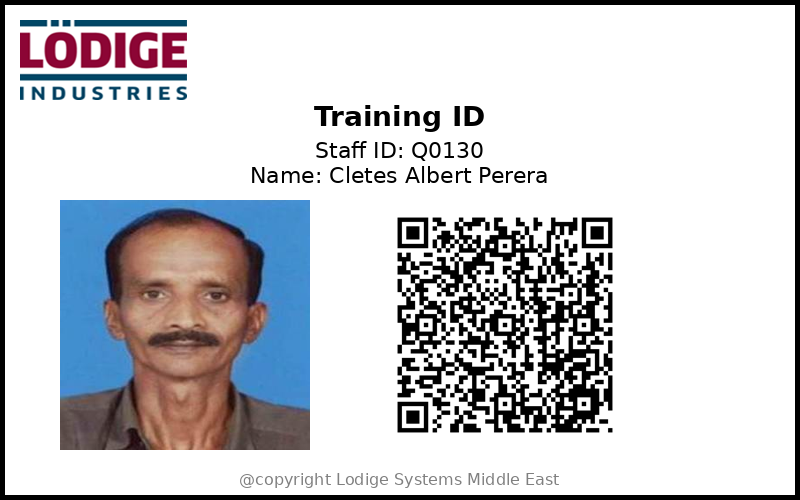 LÖDIGE
INDUSTRIES
Training ID
Staff ID: Q0130
Name: Cletes Albert Perera
@copyright Lodige Systems Middle East